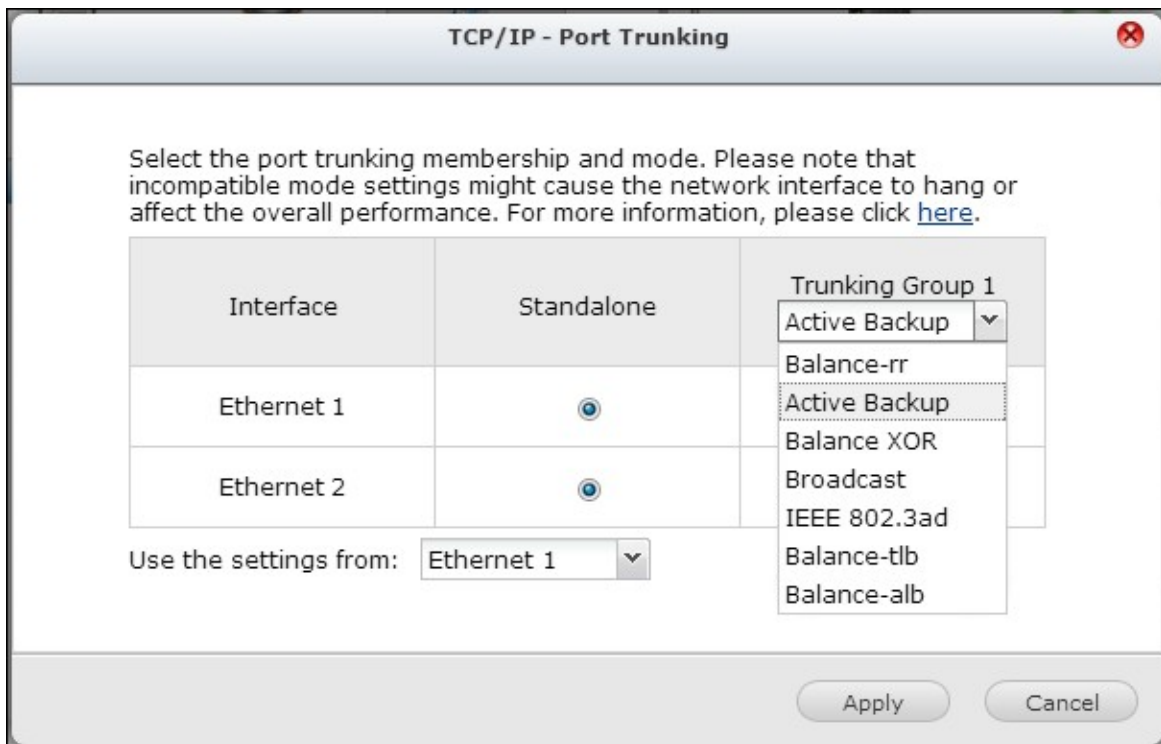 TCP/IP - Port Trunking
Select the port trunking membership and mode. Please note that
incompatible mode settings might cause the network interface to hang or
affect the overall performance. For more information, please click here.
Interface
Standalone
Trunking Group 1
Active Backup
Balance-rr
Active Backup
Balance XOR
Broadcast
IEEE 802.3ad
Balance-tlb
Balance-alb
Ethernet 1
Ethernet 2
Use the settings from: Ethernet 1
Apply Cancel